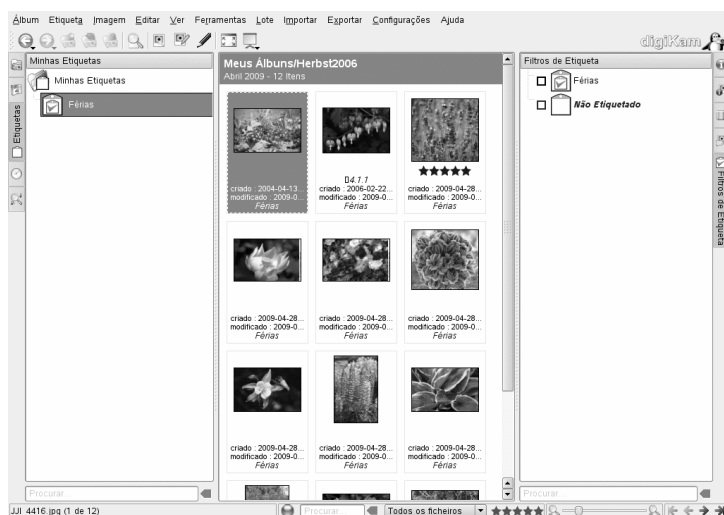 Álbum Etiqueta Imagem Editar Ver Ferramentas Lote Importar Exportar Configurações Ajuda
digiKam
Minhas Etiquetas
Minhas Etiquetas
Férias
Etiquetas
Procurar...
Meus Álbuns/Herbst2006
Abril 2009 - 12 Itens
criado : 2004-04-13...
modificado : 2009-0...
Férias
4.1.1
criado : 2006-02-22...
modificado : 2009-0...
Férias
★★★★★
criado : 2009-04-28...
modificado : 2009-0...
Férias
criado : 2009-04-28...
modificado : 2009-0...
Férias
criado : 2009-04-28...
modificado : 2009-0...
Férias
criado : 2009-04-28...
modificado : 2009-0...
Férias
criado : 2009-04-28...
modificado : 2009-0...
Férias
criado : 2009-04-28...
modificado : 2009-0...
Férias
criado : 2009-04-28...
modificado : 2009-0...
Férias
Filtros de Etiqueta
Férias
Não Etiquetado
Filtros de Etiqueta
Procurar...
JJI_4416.jpg (1 de 12)
Procurar...
Todos os ficheiros
★★★★★